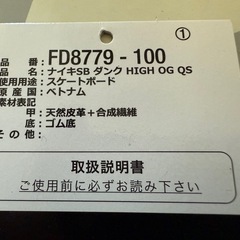 ①
品番 FD8779 - 100
品名:ナイキSB ダンク HIGH OG QS
使用用途:スケートボード
原産国:ベトナム
素材表記
甲:天然皮革+合成繊維
底:ゴム底
その他:
取扱説明書
ご使用前に必ずお読み下さい